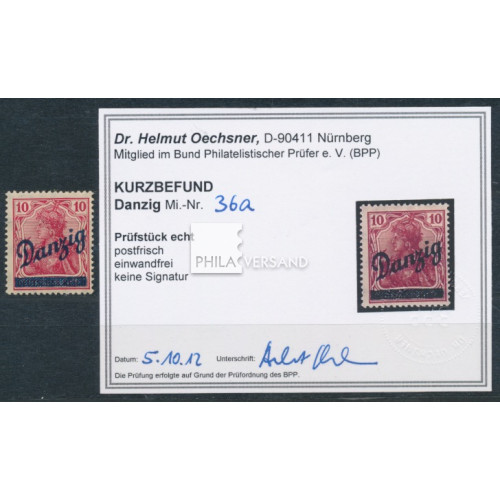 Dr. Helmut Oechsner, D-90411 Nürnberg
Mitglied im Bund Philatelistischer Prüfer e. V. (BPP)
KURZBEFUND
Danzig Mi.-Nr. 36a
Prüfstück echt
postfrisch
einwandfrei
keine Signatur
PHILA VERSAND
10 10
Danzig
10 10
Danzig
Datum: 5.10.12 Unterschrift:
Die Prüfung erfolgte auf Grund der Prüfordnung des BPP.